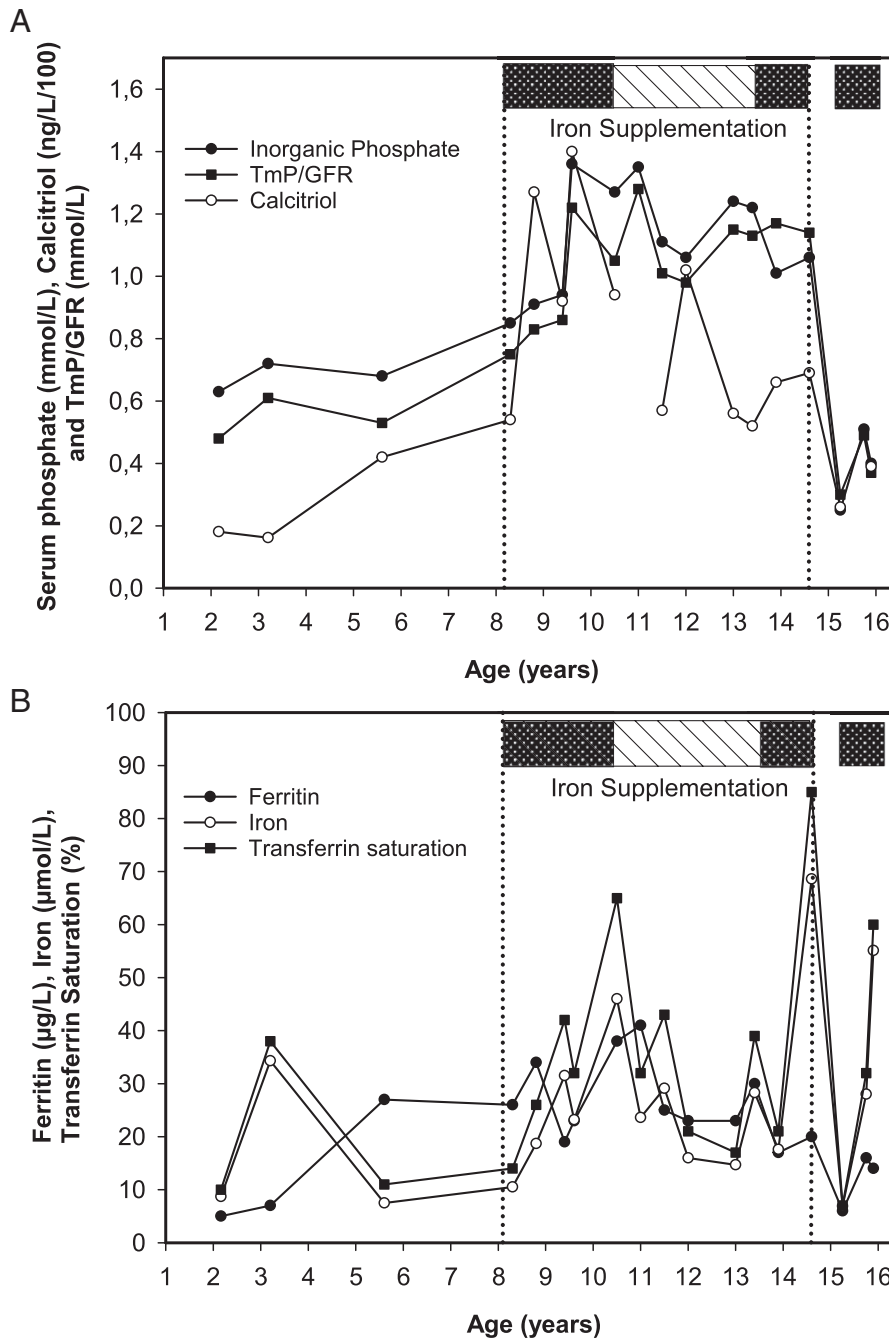 A
Serum phosphate (mmol/L), Calcitriol (ng/L/100)
and TmP/GFR (mmol/L)
1,6
1,4
1,2
1,0
0,8
0,6
0,4
0,2
0,0
Iron Supplementation
Inorganic Phosphate
TmP/GFR
Calcitriol
1 2 3 4 5 6 7 8 9 10 11 12 13 14 15 16
Age (years)
B
Ferritin (µg/L), Iron (µmol/L),
Transferrin Saturation (%)
100
90
80
70
60
50
40
30
20
10
0
Iron Supplementation
Ferritin
Iron
Transferrin saturation
1 2 3 4 5 6 7 8 9 10 11 12 13 14 15 16
Age (years)